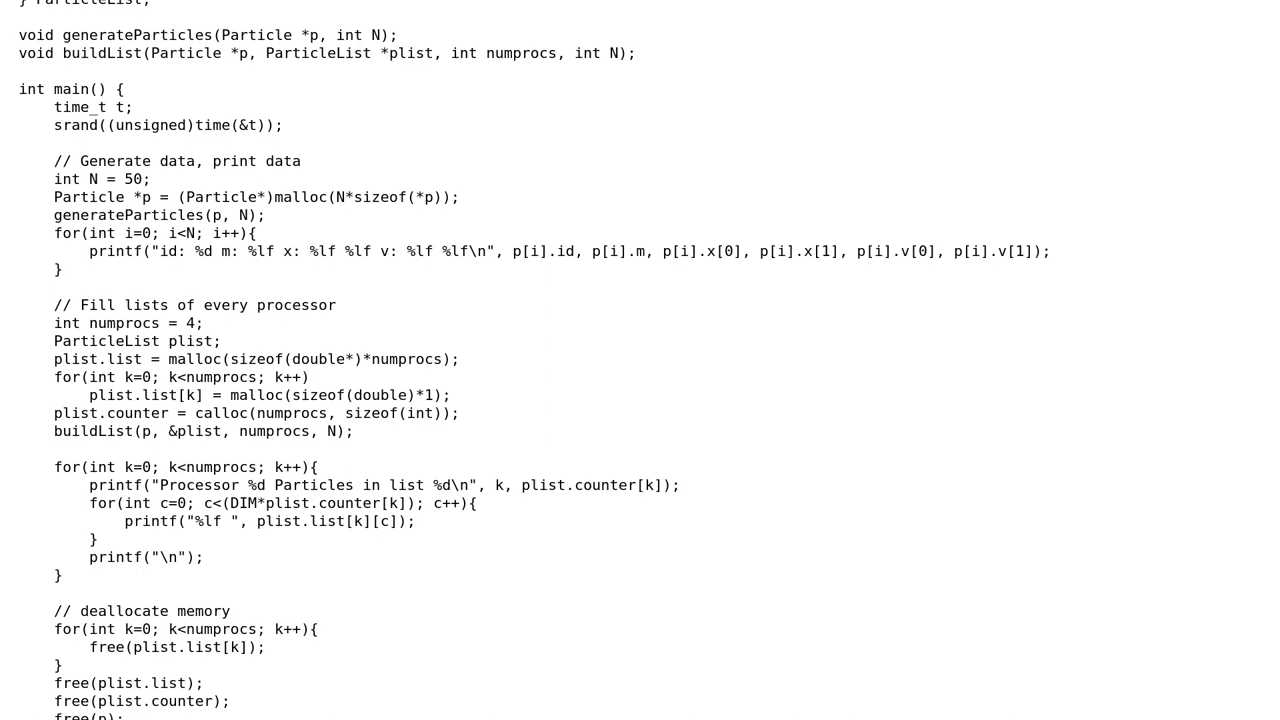 } ParticleList;

void generateParticles(Particle *p, int N);
void buildList(Particle *p, ParticleList *plist, int numprocs, int N);

int main() {
    time_t t;
    srand((unsigned)time(&t));

    // Generate data, print data
    int N = 50;
    Particle *p = (Particle*)malloc(N*sizeof(*p));
    generateParticles(p, N);
    for(int i=0; i<N; i++){
        printf("id: %d m: %lf x: %lf %lf v: %lf %lf\n", p[i].id, p[i].m, p[i].x[0], p[i].x[1], p[i].v[0], p[i].v[1]);
    }

    // Fill lists of every processor
    int numprocs = 4;
    ParticleList plist;
    plist.list = malloc(sizeof(double*)*numprocs);
    for(int k=0; k<numprocs; k++)
        plist.list[k] = malloc(sizeof(double)*1);
    plist.counter = calloc(numprocs, sizeof(int));
    buildList(p, &plist, numprocs, N);

    for(int k=0; k<numprocs; k++){
        printf("Processor %d Particles in list %d\n", k, plist.counter[k]);
        for(int c=0; c<(DIM*plist.counter[k]); c++){
            printf("%lf ", plist.list[k][c]);
        }
        printf("\n");
    }

    // deallocate memory
    for(int k=0; k<numprocs; k++){
        free(plist.list[k]);
    }
    free(plist.list);
    free(plist.counter);
    free(p);